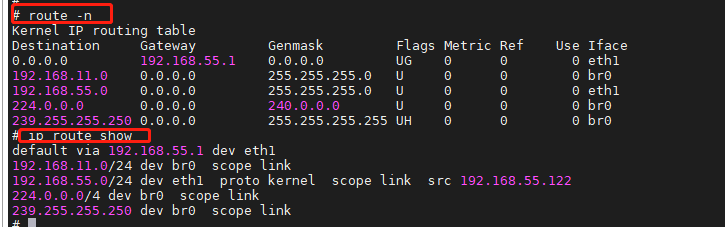 #
# route -n
Kernel IP routing table
Destination Gateway Genmask Flags Metric Ref Use Iface
0.0.0.0 192.168.55.1 0.0.0.0 UG 0 0 0 eth1
192.168.11.0 0.0.0.0 255.255.255.0 U 0 0 0 br0
192.168.55.0 0.0.0.0 255.255.255.0 U 0 0 0 eth1
224.0.0.0 0.0.0.0 240.0.0.0 U 0 0 0 br0
239.255.255.250 0.0.0.0 255.255.255.255 UH 0 0 0 br0
# ip route show
default via 192.168.55.1 dev eth1
192.168.11.0/24 dev br0 scope link
192.168.55.0/24 dev eth1 proto kernel scope link src 192.168.55.122
224.0.0.0/4 dev br0 scope link
239.255.255.250 dev br0 scope link
#